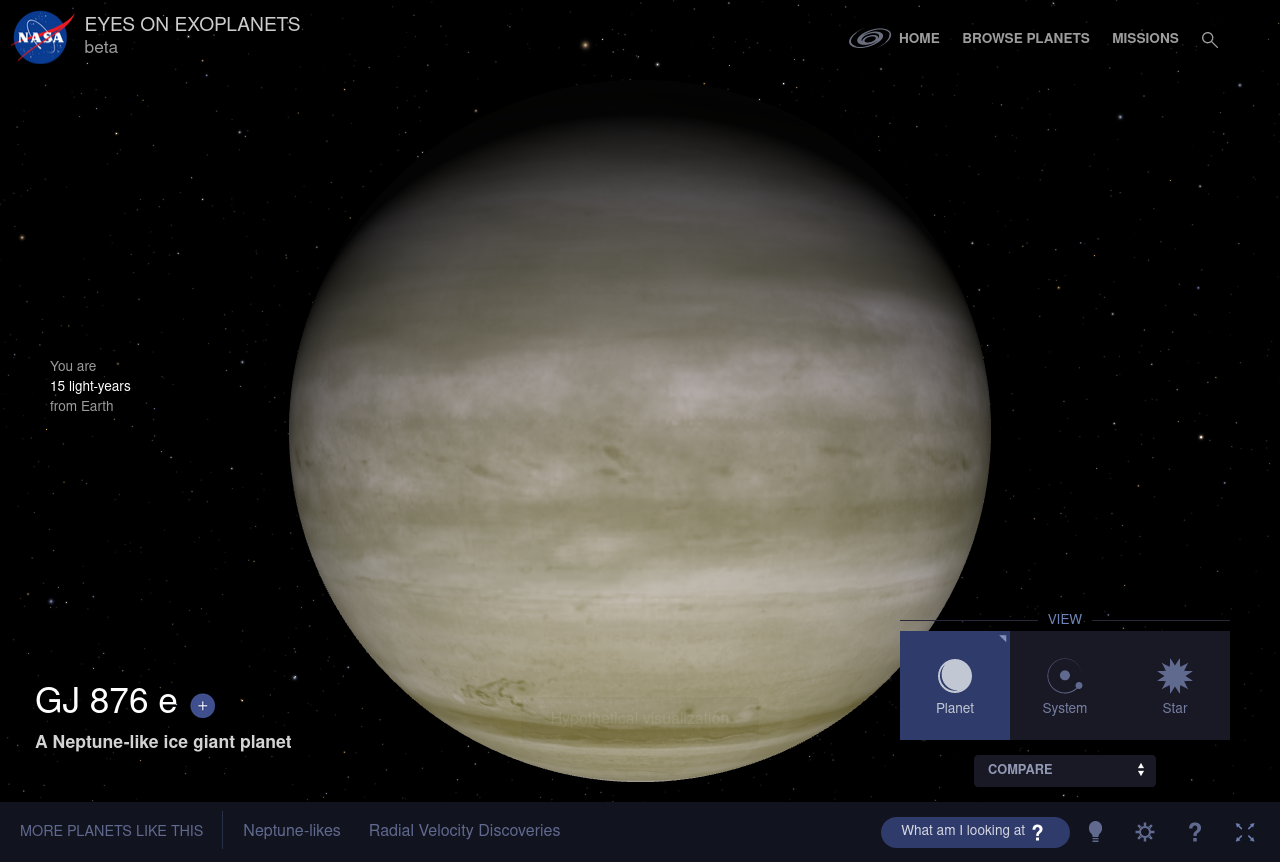 NASA
EYES ON EXOPLANETS
beta
HOME
BROWSE PLANETS
MISSIONS
You are
15 light-years
from Earth
VIEW
Planet
System
Star
GJ 876 e +
A Neptune-like ice giant planet
Hypothetical visualization
COMPARE
MORE PLANETS LIKE THIS
Neptune-likes
Radial Velocity Discoveries
What am I looking at ?
?